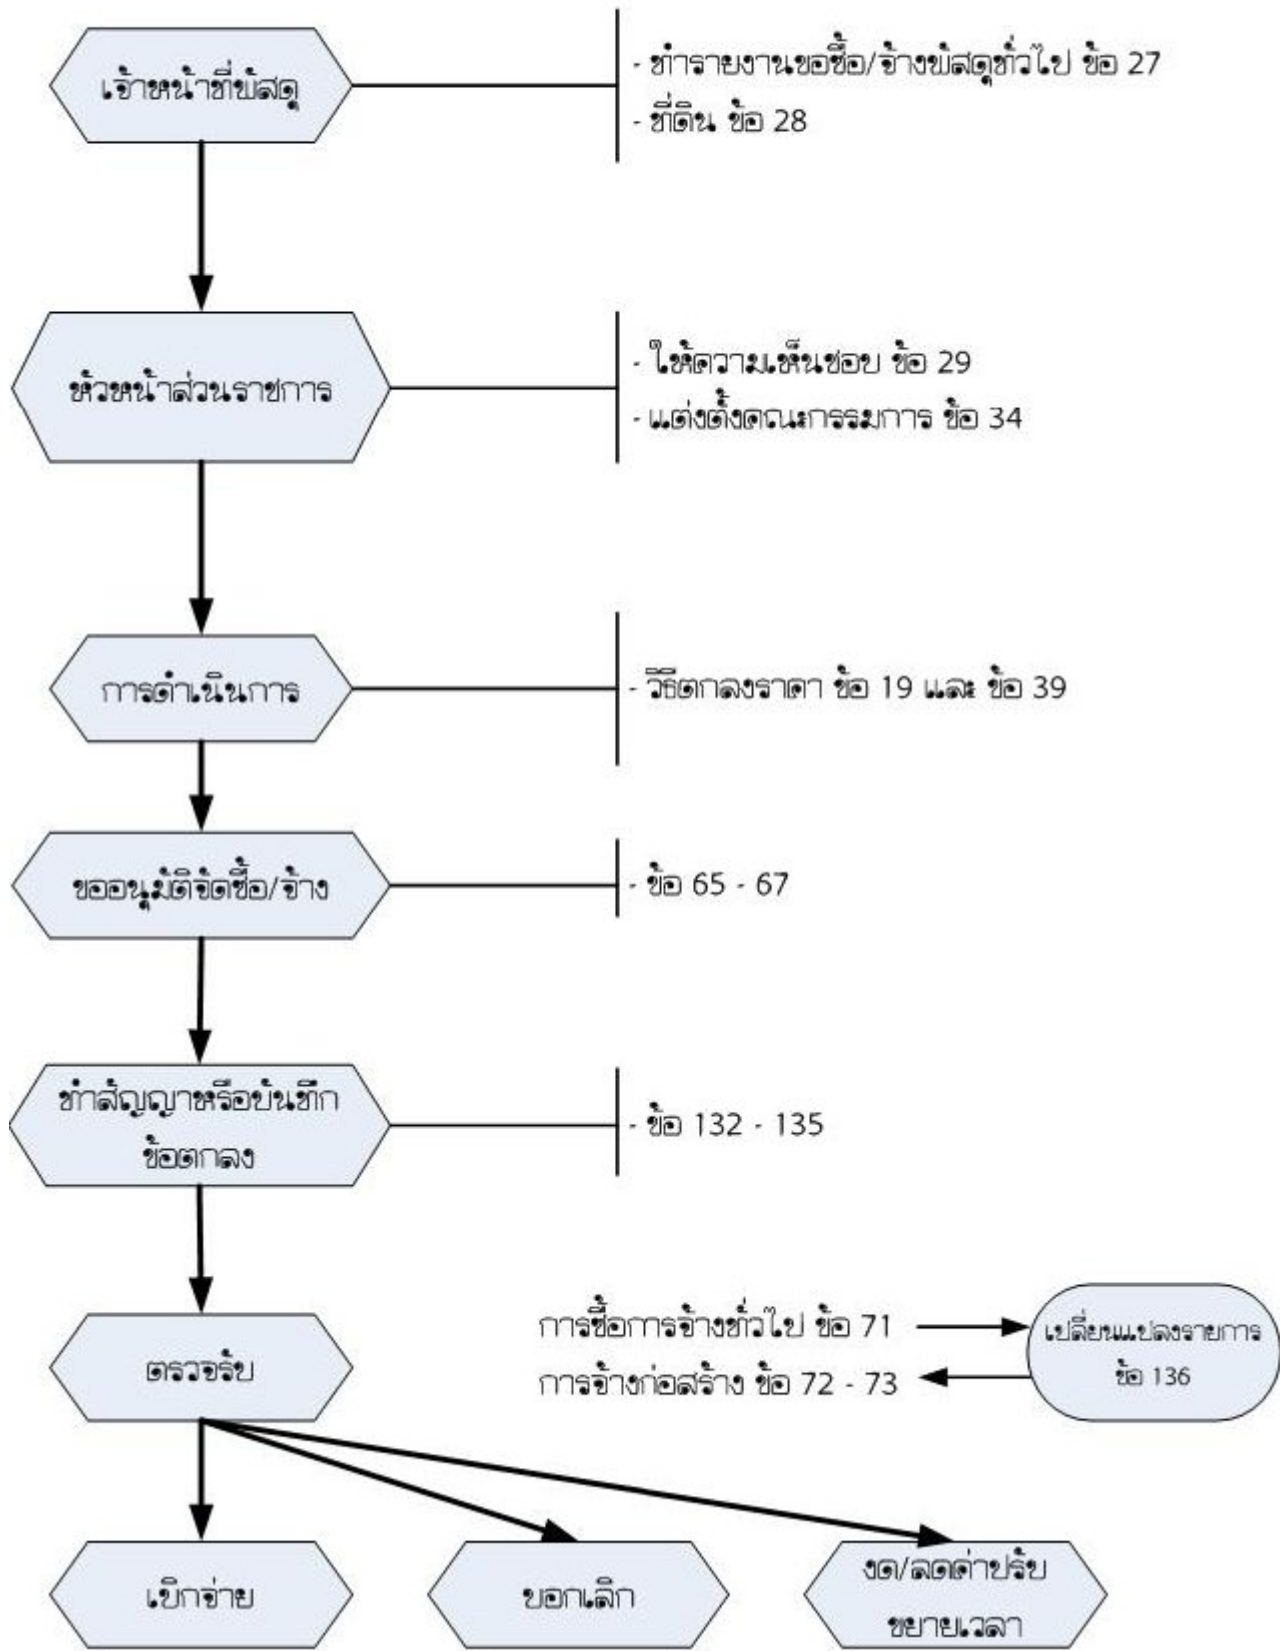 เจ้าหน้าที่พัสดุ
- ทำรายงานขอซื้อ/จ้างพัสดุทั่วไป ข้อ 27
- ที่ดิน ข้อ 28
หัวหน้าส่วนราชการ
- ให้ความเห็นชอบ ข้อ 29
- แต่งตั้งคณะกรรมการ ข้อ 34
การดำเนินการ
- วิธีตกลงราคา ข้อ 19 และ ข้อ 39
ขออนุมัติจัดซื้อ/จ้าง
- ข้อ 65 - 67
ทำสัญญาหรือบันทึก
ข้อตกลง
- ข้อ 132 - 135
ตรวจรับ
การซื้อการจ้างทั่วไป ข้อ 71
การจ้างก่อสร้าง ข้อ 72 - 73
เปลี่ยนแปลงรายการ
ข้อ 136
เบิกจ่าย
บอกเลิก
งด/ลดค่าปรับ
ขยายเวลา